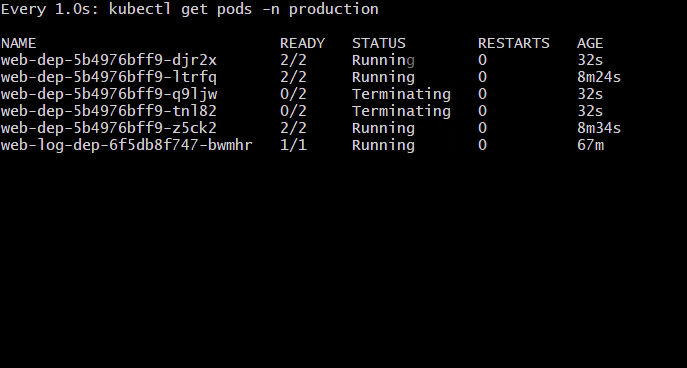 Every 1.0s: kubectl get pods -n production
NAME READY STATUS RESTARTS AGE
web-dep-5b4976bff9-djr2x 2/2 Running 0 32s
web-dep-5b4976bff9-ltrfq 2/2 Running 0 8m24s
web-dep-5b4976bff9-q9ljw 0/2 Terminating 0 32s
web-dep-5b4976bff9-tnl82 0/2 Terminating 0 32s
web-dep-5b4976bff9-z5ck2 2/2 Running 0 8m34s
web-log-dep-6f5db8f747-bwmhr 1/1 Running 0 67m